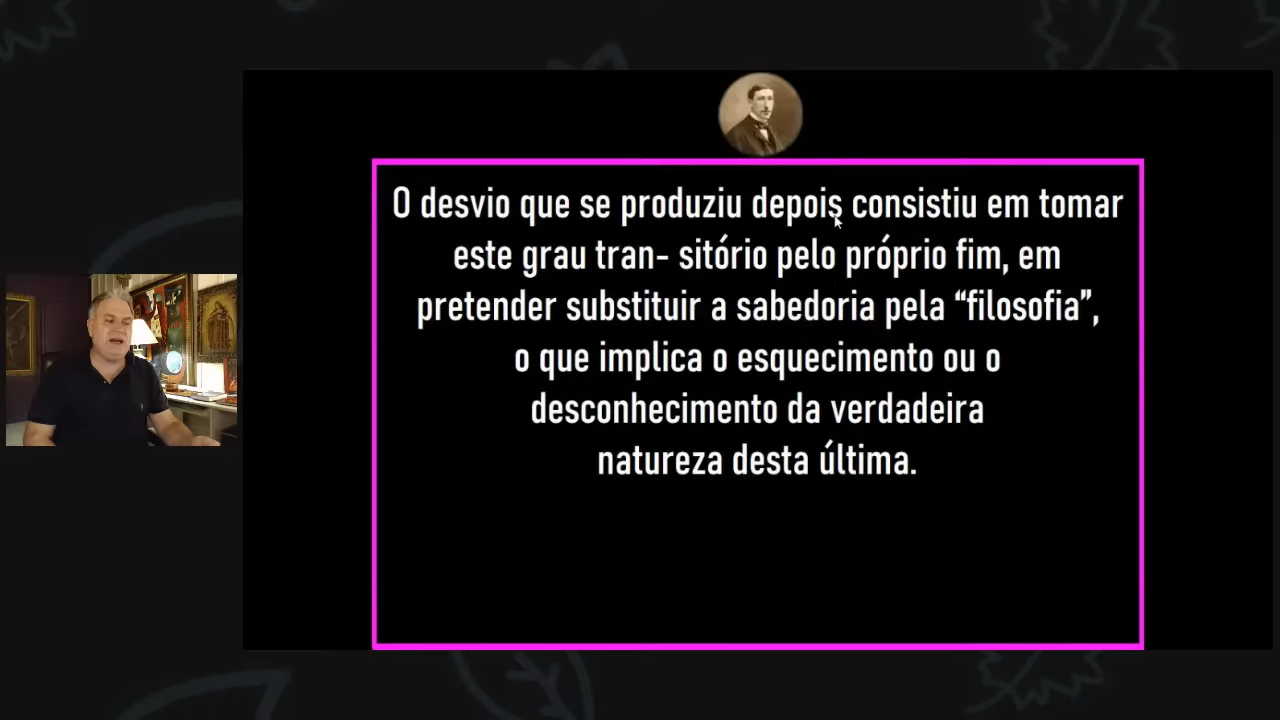 O desvio que se produziu depois consistiu em tomar
este grau tran- sitório pelo próprio fim, em
pretender substituir a sabedoria pela “filosofia”,
o que implica o esquecimento ou o
desconhecimento da verdadeira
natureza desta última.